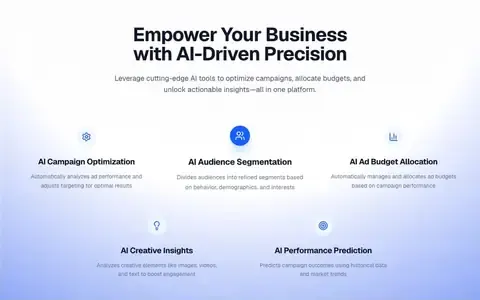 Empower Your Business
with AI-Driven Precision
Leverage cutting-edge AI tools to optimize campaigns, allocate budgets, and
unlock actionable insights—all in one platform.
AI Campaign Optimization
Automatically analyzes ad performance and
adjusts targeting for optimal results
AI Audience Segmentation
Divides audiences into refined segments based
on behavior, demographics, and interests
AI Ad Budget Allocation
Automatically manages and allocates ad budgets
based on campaign performance
AI Creative Insights
Analyzes creative elements like images, videos,
and text to boost engagement
AI Performance Prediction
Predicts campaign outcomes using historical data
and market trends